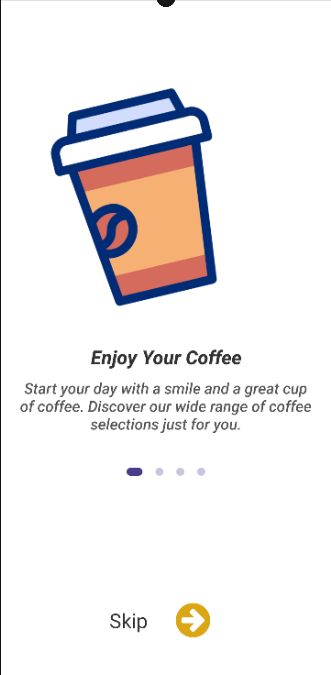 Enjoy Your Coffee
Start your day with a smile and a great cup
of coffee. Discover our wide range of coffee
selections just for you.
Skip